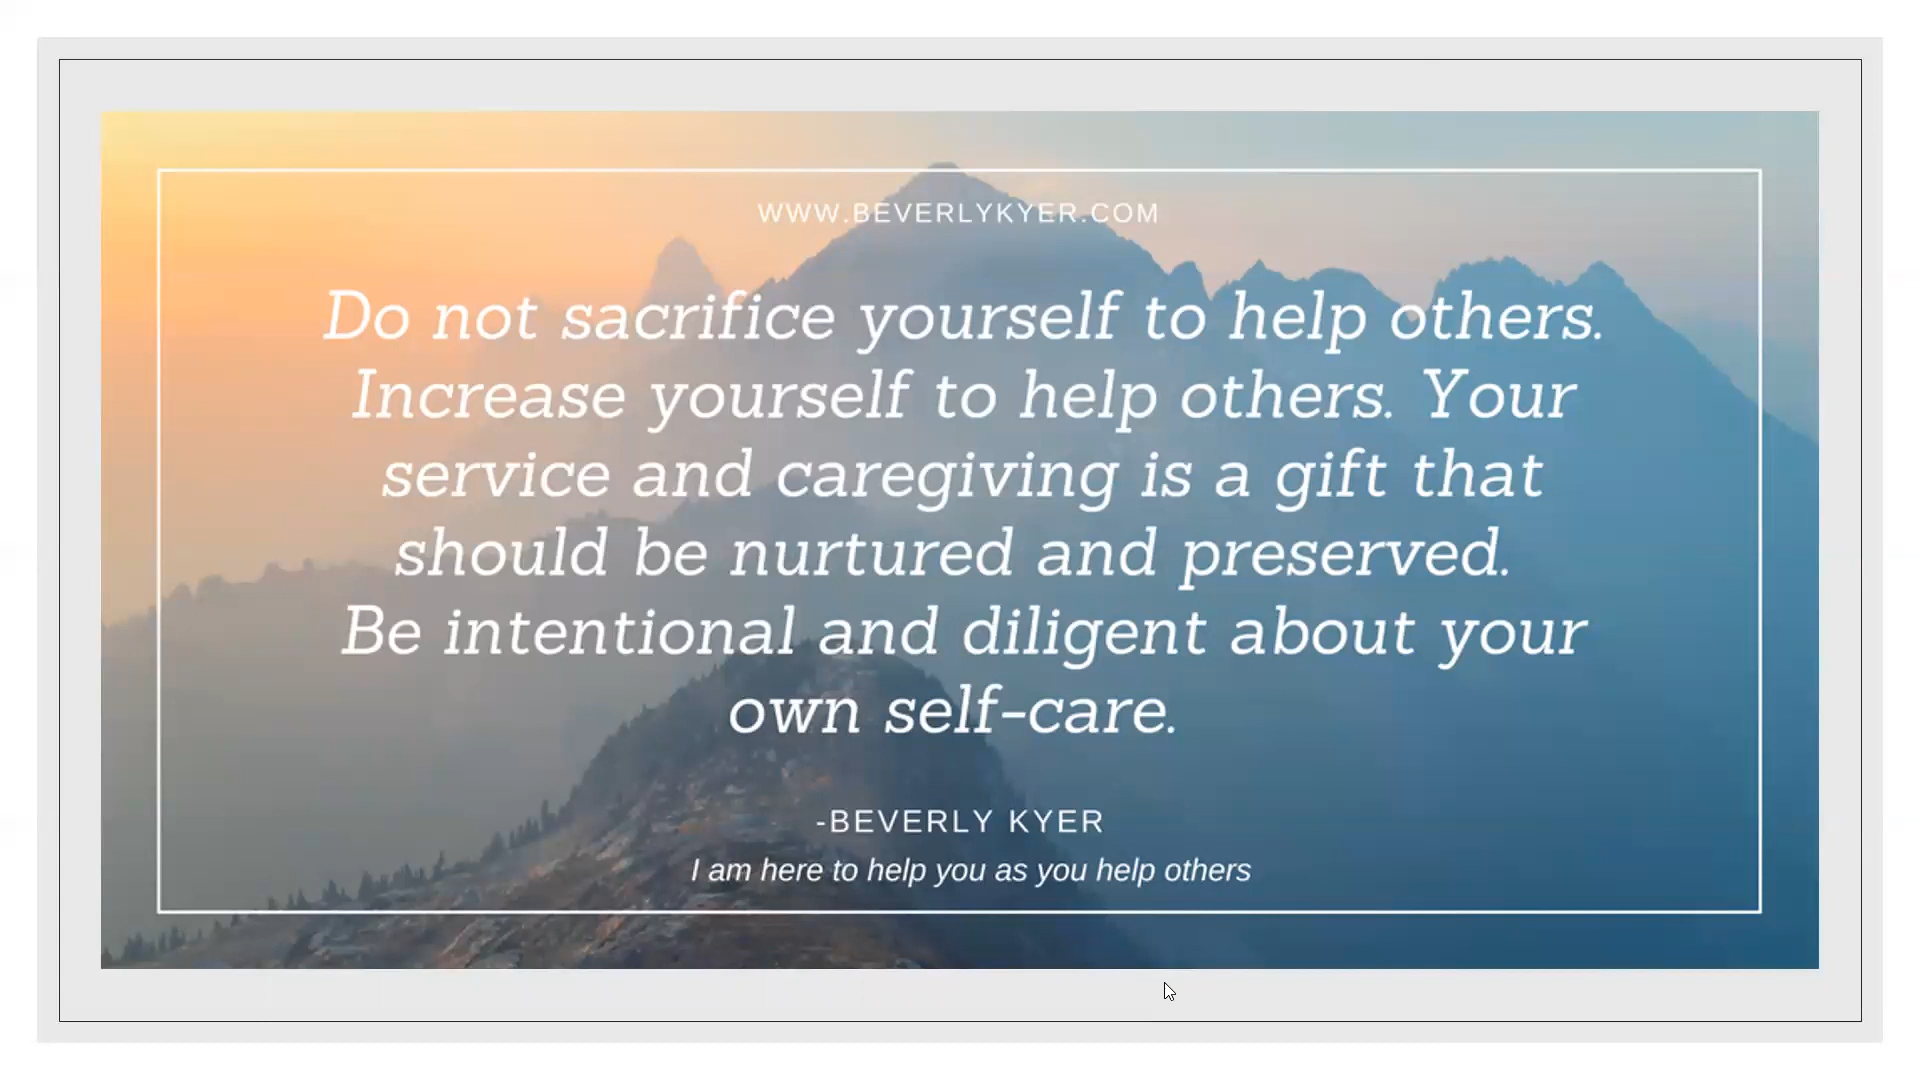 WWW.BEVERLYKYER.COM
Do not sacrifice yourself to help others.
Increase yourself to help others. Your
service and caregiving is a gift that
should be nurtured and preserved.
Be intentional and diligent about your
own self-care.
-BEVERLY KYER
I am here to help you as you help others